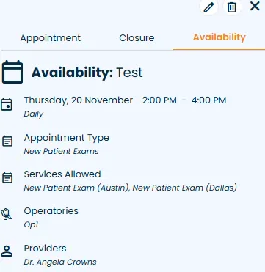 Appointment Closure Availability
Availability: Test
Thursday, 20 November 2:00 PM – 4:00 PM
Daily
Appointment Type
New Patient Exams
Services Allowed
New Patient Exam (Austin), New Patient Exam (Dallas)
Operatories
Op1
Providers
Dr. Angela Crowns